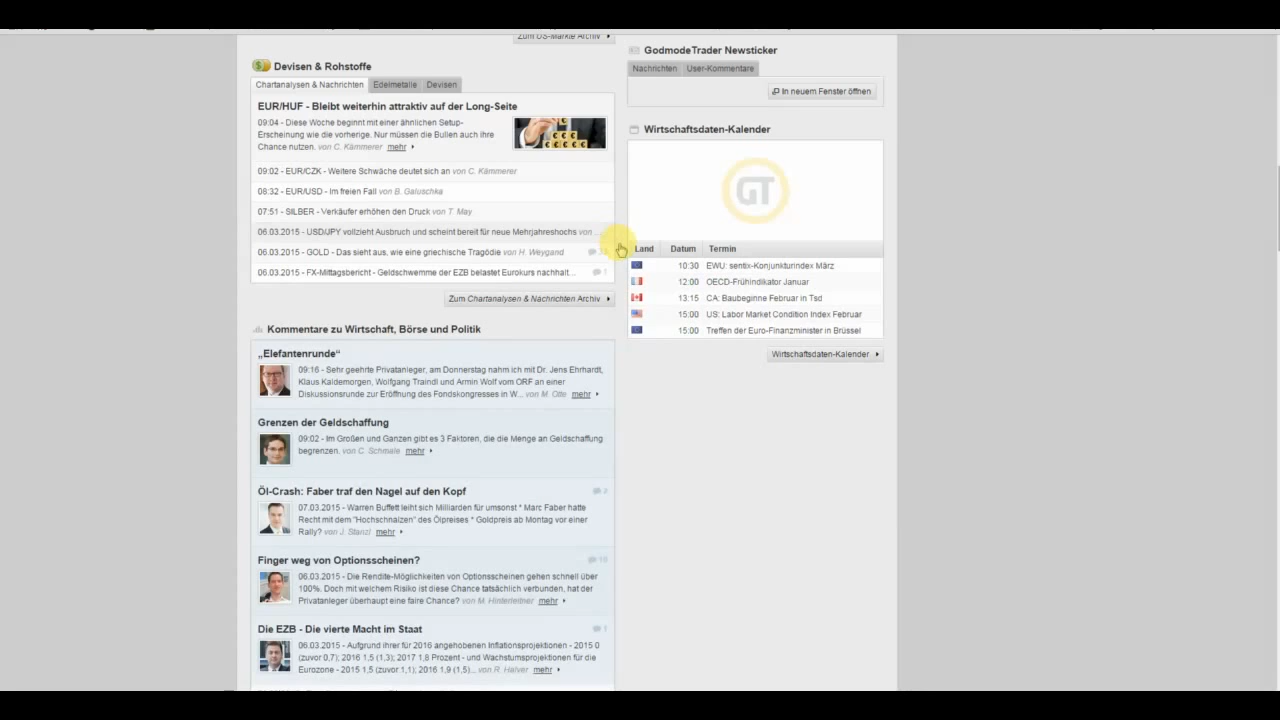 Zum US-Märkte Archiv
Devisen & Rohstoffe
Chartanalysen & Nachrichten Edelmetalle Devisen
EUR/HUF - Bleibt weiterhin attraktiv auf der Long-Seite
09:04 - Diese Woche beginnt mit einer ähnlichen Setup-
Erscheinung wie die vorherige. Nur müssen die Bullen auch ihre
Chance nutzen. von C. Kämmerer mehr
09:02 - EUR/CZK - Weitere Schwäche deutet sich an von C. Kämmerer
08:32 - EUR/USD - Im freien Fall von B. Galuschka
07:51 - SILBER - Verkäufer erhöhen den Druck von T. May
06.03.2015 - USD/JPY vollzieht Ausbruch und scheint bereit für neue Mehrjahreshochs von ...
06.03.2015 - GOLD - Das sieht aus, wie eine griechische Tragödie von H. Weygand
06.03.2015 - FX-Mittagsbericht - Geldschwemme der EZB belastet Eurokurs nachhalt... 1
Zum Chartanalysen & Nachrichten Archiv
Kommentare zu Wirtschaft, Börse und Politik
„Elefantenrunde“
09:16 - Sehr geehrte Privatanleger, am Donnerstag nahm ich mit Dr. Jens Ehrhardt,
Klaus Kaldemorgen, Wolfgang Traindl und Armin Wolf vom ORF an einer
Diskussionsrunde zur Eröffnung des Fondskongresses in W... von M. Otte mehr
Grenzen der Geldschaffung
09:02 - Im Großen und Ganzen gibt es 3 Faktoren, die die Menge an Geldschaffung
begrenzen. von C. Schmale mehr
Öl-Crash: Faber traf den Nagel auf den Kopf 2
07.03.2015 - Warren Buffett leiht sich Milliarden für umsonst * Marc Faber hatte
Recht mit dem "Hochschnalzen" des Ölpreises * Goldpreis ab Montag vor einer
Rally? von J. Stanzl mehr
Finger weg von Optionsscheinen?
06.03.2015 - Die Rendite-Möglichkeiten von Optionsscheinen gehen schnell über
100%. Doch mit welchem Risiko ist diese Chance tatsächlich verbunden, hat der
Privatanleger überhaupt eine faire Chance? von M. Hinterleitner mehr
Die EZB - Die vierte Macht im Staat 1
06.03.2015 - Aufgrund ihrer für 2016 angehobenen Inflationsprojektionen - 2015 0
(zuvor 0,7); 2016 1,5 (1,3); 2017 1,8 Prozent - und Wachstumsprojektionen für die
Eurozone - 2015 1,5 (zuvor 1,1); 2016 1,9 (1,5)... von R. Halver mehr
GodmodeTrader Newsticker
Nachrichten User-Kommentare
In neuem Fenster öffnen
Wirtschaftsdaten-Kalender
GT
Land Datum Termin
10:30 EWU: sentix-Konjunkturindex März
12:00 OECD-Frühindikator Januar
13:15 CA: Baubeginne Februar in Tsd
15:00 US: Labor Market Condition Index Februar
15:00 Treffen der Euro-Finanzminister in Brüssel
Wirtschaftsdaten-Kalender